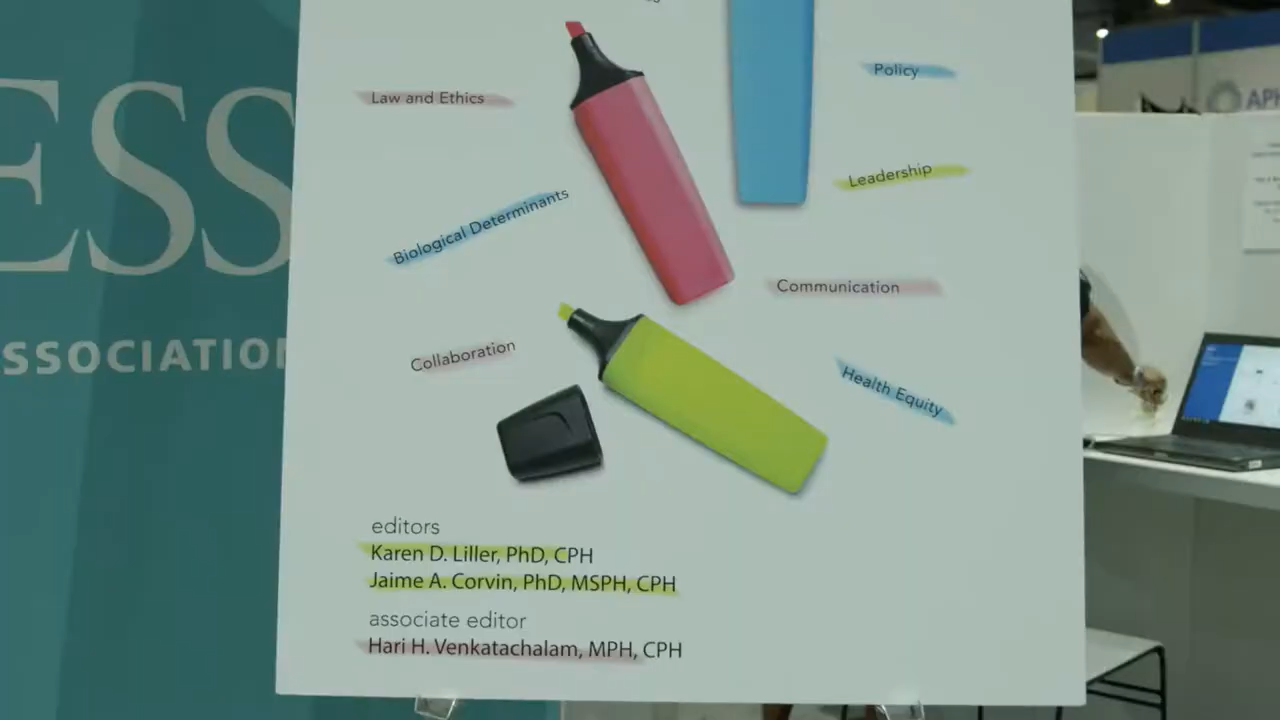 ESS
SSOCIATION
Law and Ethics
Policy
Leadership
Biological Determinants
Communication
Collaboration
Health Equity
editors
Karen D. Liller, PhD, CPH
Jaime A. Corvin, PhD, MSPH, CPH
associate editor
Hari H. Venkatachalam, MPH, CPH
APH